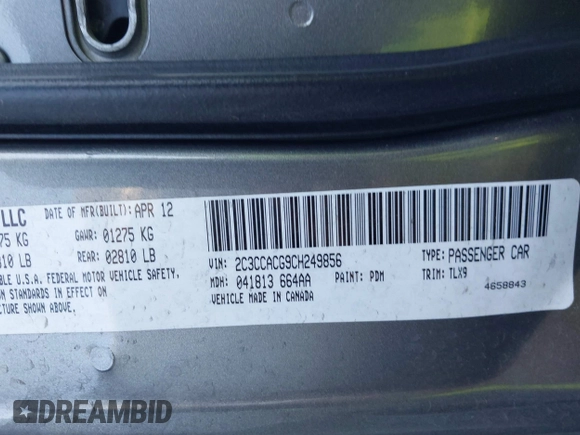 LLC DATE OF MFR(BUILT): APR 12
75 KG GAWR: 01275 KG
810 LB REAR: 02810 LB
BLE U.S.A. FEDERAL MOTOR VEHICLE SAFETY,
ON STANDARDS IN EFFECT ON
CTURE SHOWN ABOVE.
VIN: 2C3CCACG9CH249856 TYPE: PASSENGER CAR
MDH: 041813 664AA PAINT: PDM TRIM: TLX9
VEHICLE MADE IN CANADA 4658843
DREAMBID